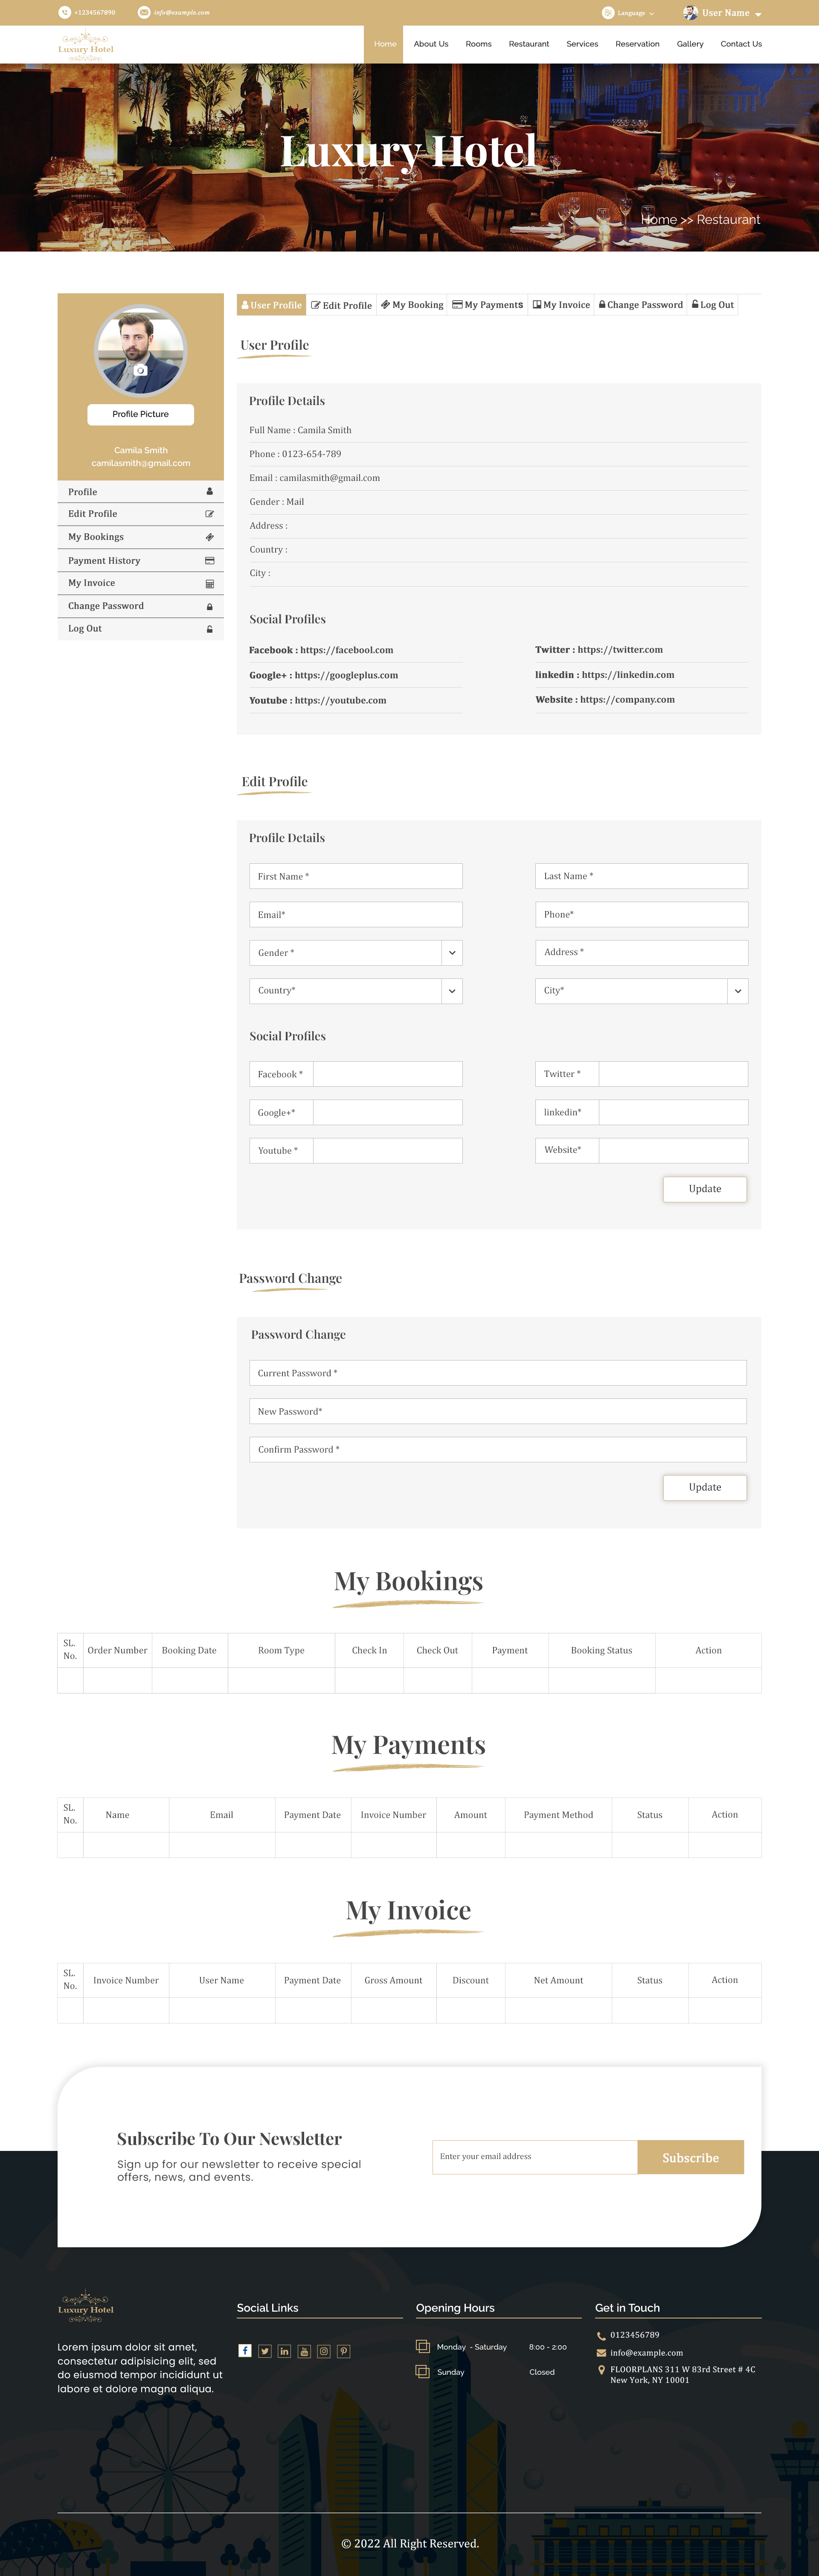 +1234567890
info@example.com
Language
User Name
Luxury Hotel
Home
About Us
Rooms
Restaurant
Services
Reservation
Gallery
Contact Us
Luxury Hotel
Home >> Restaurant
Profile Picture
Camila Smith
camilasmith@gmail.com
Profile
Edit Profile
My Bookings
Payment History
My Invoice
Change Password
Log Out
User Profile
Edit Profile
My Booking
My Payments
My Invoice
Change Password
Log Out
User Profile
Profile Details
Full Name : Camila Smith
Phone : 0123-654-789
Email : camilasmith@gmail.com
Gender : Mail
Address :
Country :
City :
Social Profiles
Facebook : https://facebool.com
Twitter : https://twitter.com
Google+ : https://googleplus.com
linkedin : https://linkedin.com
Youtube : https://youtube.com
Website : https://company.com
Edit Profile
Profile Details
First Name *
Last Name *
Email*
Phone*
Gender *
Address *
Country*
City*
Social Profiles
Facebook *
Twitter *
Google+*
linkedin*
Youtube *
Website*
Update
Password Change
Password Change
Current Password *
New Password*
Confirm Password *
Update
My Bookings
SL. No.
Order Number
Booking Date
Room Type
Check In
Check Out
Payment
Booking Status
Action
My Payments
SL. No.
Name
Email
Payment Date
Invoice Number
Amount
Payment Method
Status
Action
My Invoice
SL. No.
Invoice Number
User Name
Payment Date
Gross Amount
Discount
Net Amount
Status
Action
Subscribe To Our Newsletter
Sign up for our newsletter to receive special
offers, news, and events.
Enter your email address
Subscribe
Luxury Hotel
Lorem ipsum dolor sit amet,
consectetur adipisicing elit, sed
do eiusmod tempor incididunt ut
labore et dolore magna aliqua.
Social Links
Opening Hours
Monday - Saturday
8:00 - 2:00
Sunday
Closed
Get in Touch
0123456789
info@example.com
FLOORPLANS 311 W 83rd Street # 4C
New York, NY 10001
© 2022 All Right Reserved.